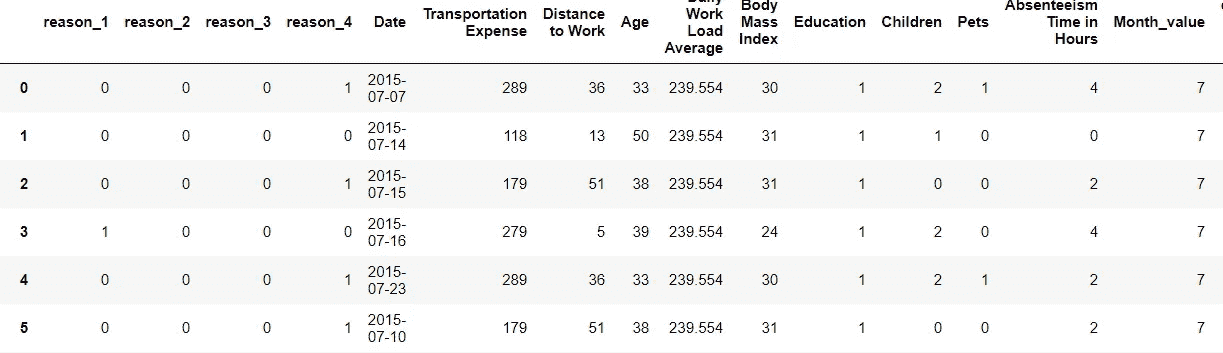 reason_1 reason_2 reason_3 reason_4 Date
Transportation
Expense
Distance
to Work
Age
Work
Load
Average
Body
Mass
Index
Education Children Pets
Absenteeism
Time in
Hours
Month_value
0 0 0 0 1
2015-
07-07
289 36 33 239.554 30 1 2 1 4 7
1 0 0 0 0
2015-
07-14
118 13 50 239.554 31 1 1 0 0 7
2 0 0 0 1
2015-
07-15
179 51 38 239.554 31 1 0 0 2 7
3 1 0 0 0
2015-
07-16
279 5 39 239.554 24 1 2 0 4 7
4 0 0 0 1
2015-
07-23
289 36 33 239.554 30 1 2 1 2 7
5 0 0 0 1
2015-
07-10
179 51 38 239.554 31 1 0 0 2 7